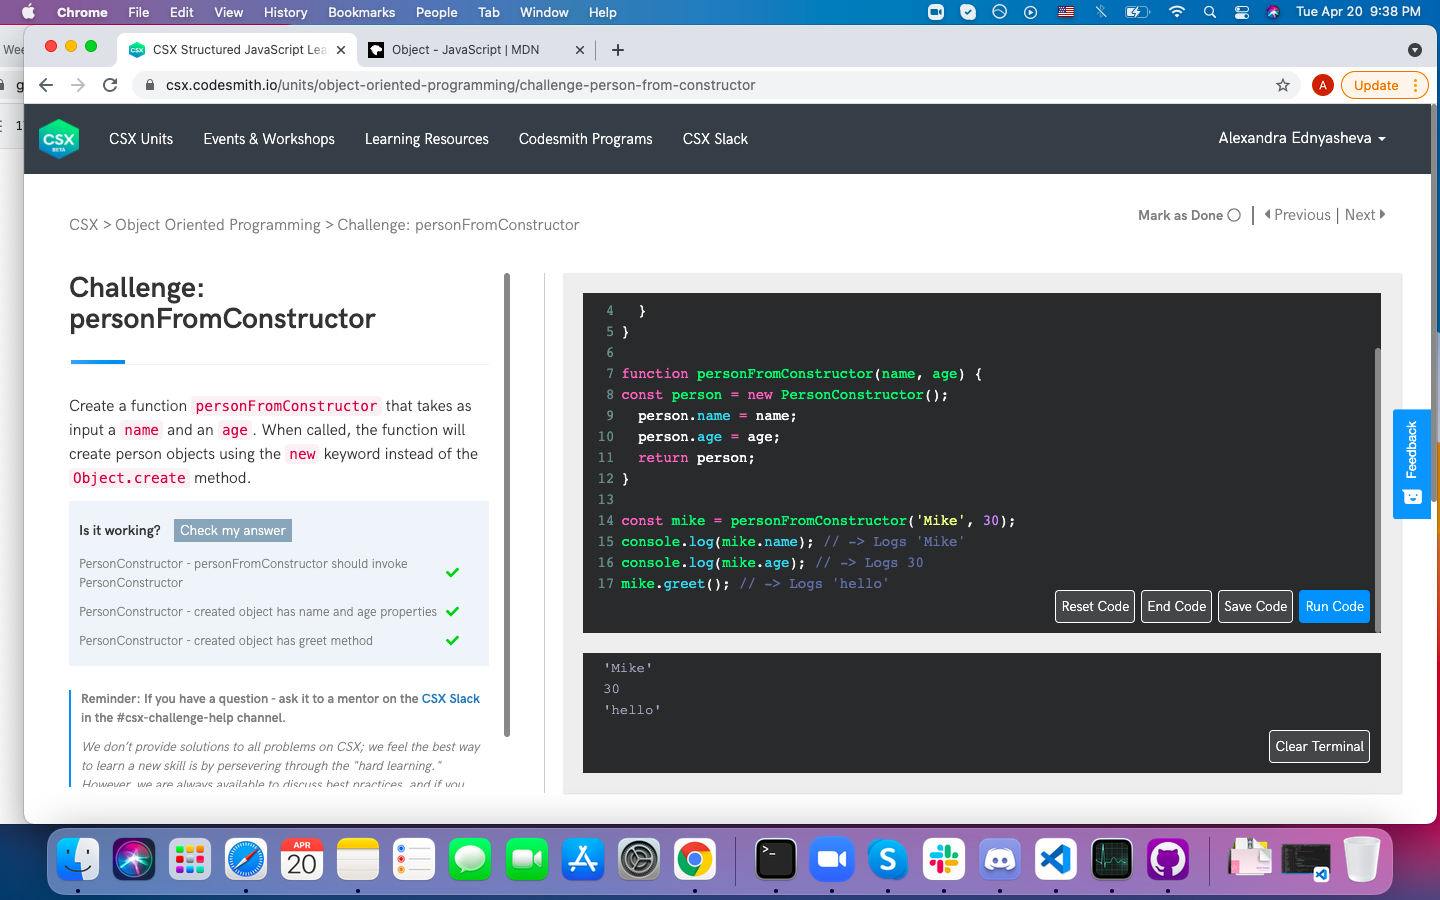 Chrome File Edit View History Bookmarks People Tab Window Help Tue Apr 20 9:38 PM
CSX Structured JavaScript Lea
Object - JavaScript | MDN
csx.codesmith.io/units/object-oriented-programming/challenge-person-from-constructor
A
Update
CSX
BETA
CSX Units Events & Workshops Learning Resources Codesmith Programs CSX Slack Alexandra Ednyasheva
CSX > Object Oriented Programming > Challenge: personFromConstructor
Mark as Done | Previous | Next
Challenge:
personFromConstructor
Create a function personFromConstructor that takes as
input a name and an age . When called, the function will
create person objects using the new keyword instead of the
Object.create method.
Is it working? Check my answer
PersonConstructor - personFromConstructor should invoke
PersonConstructor
PersonConstructor - created object has name and age properties
PersonConstructor - created object has greet method
Reminder: If you have a question - ask it to a mentor on the CSX Slack
in the #csx-challenge-help channel.
We don't provide solutions to all problems on CSX; we feel the best way
to learn a new skill is by persevering through the "hard learning."
However, we are always available to discuss best practices, and if you
4 }
5 }
6
7 function personFromConstructor(name, age) {
8 const person = new PersonConstructor();
9 person.name = name;
10 person.age = age;
11 return person;
12 }
13
14 const mike = personFromConstructor('Mike', 30);
15 console.log(mike.name); // -> Logs 'Mike'
16 console.log(mike.age); // -> Logs 30
17 mike.greet(); // -> Logs 'hello'
Reset Code End Code Save Code Run Code
'Mike'
30
'hello'
Clear Terminal
Feedback
APR
20